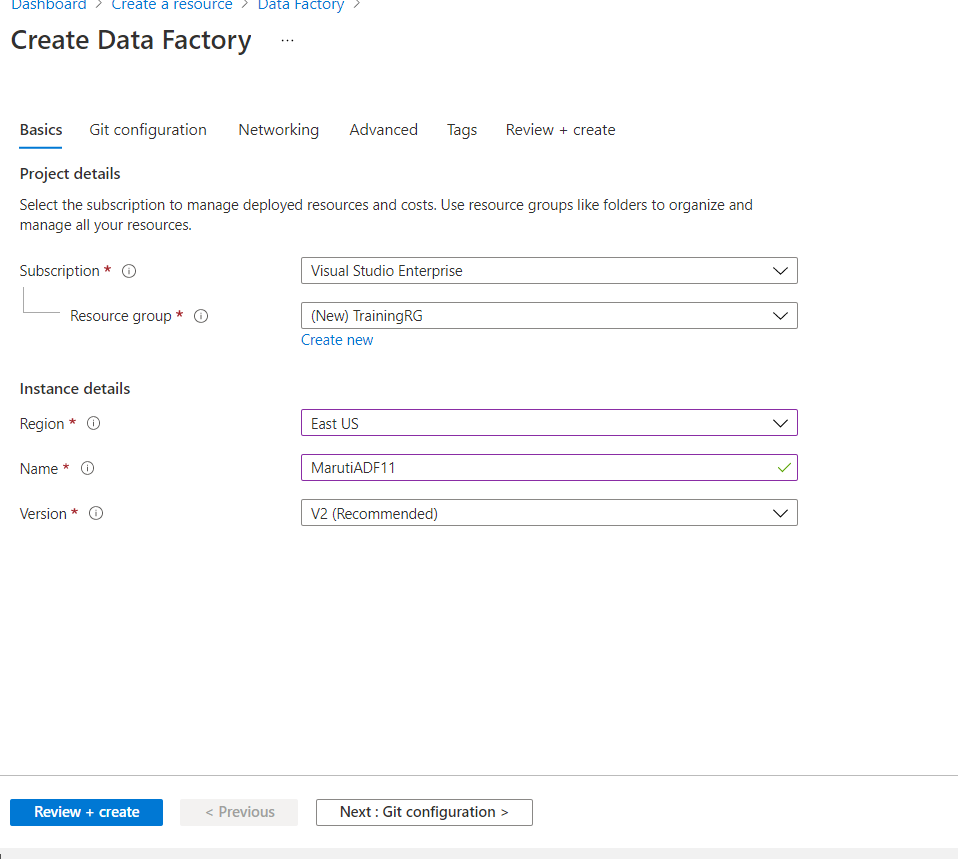 Dashboard > Create a resource > Data Factory >
Create Data Factory ...
Basics Git configuration Networking Advanced Tags Review + create
Project details
Select the subscription to manage deployed resources and costs. Use resource groups like folders to organize and
manage all your resources.
Subscription * Visual Studio Enterprise
Resource group * (New) TrainingRG
Create new
Instance details
Region * East US
Name * MarutiADF11
Version * V2 (Recommended)
Review + create < Previous Next : Git configuration >